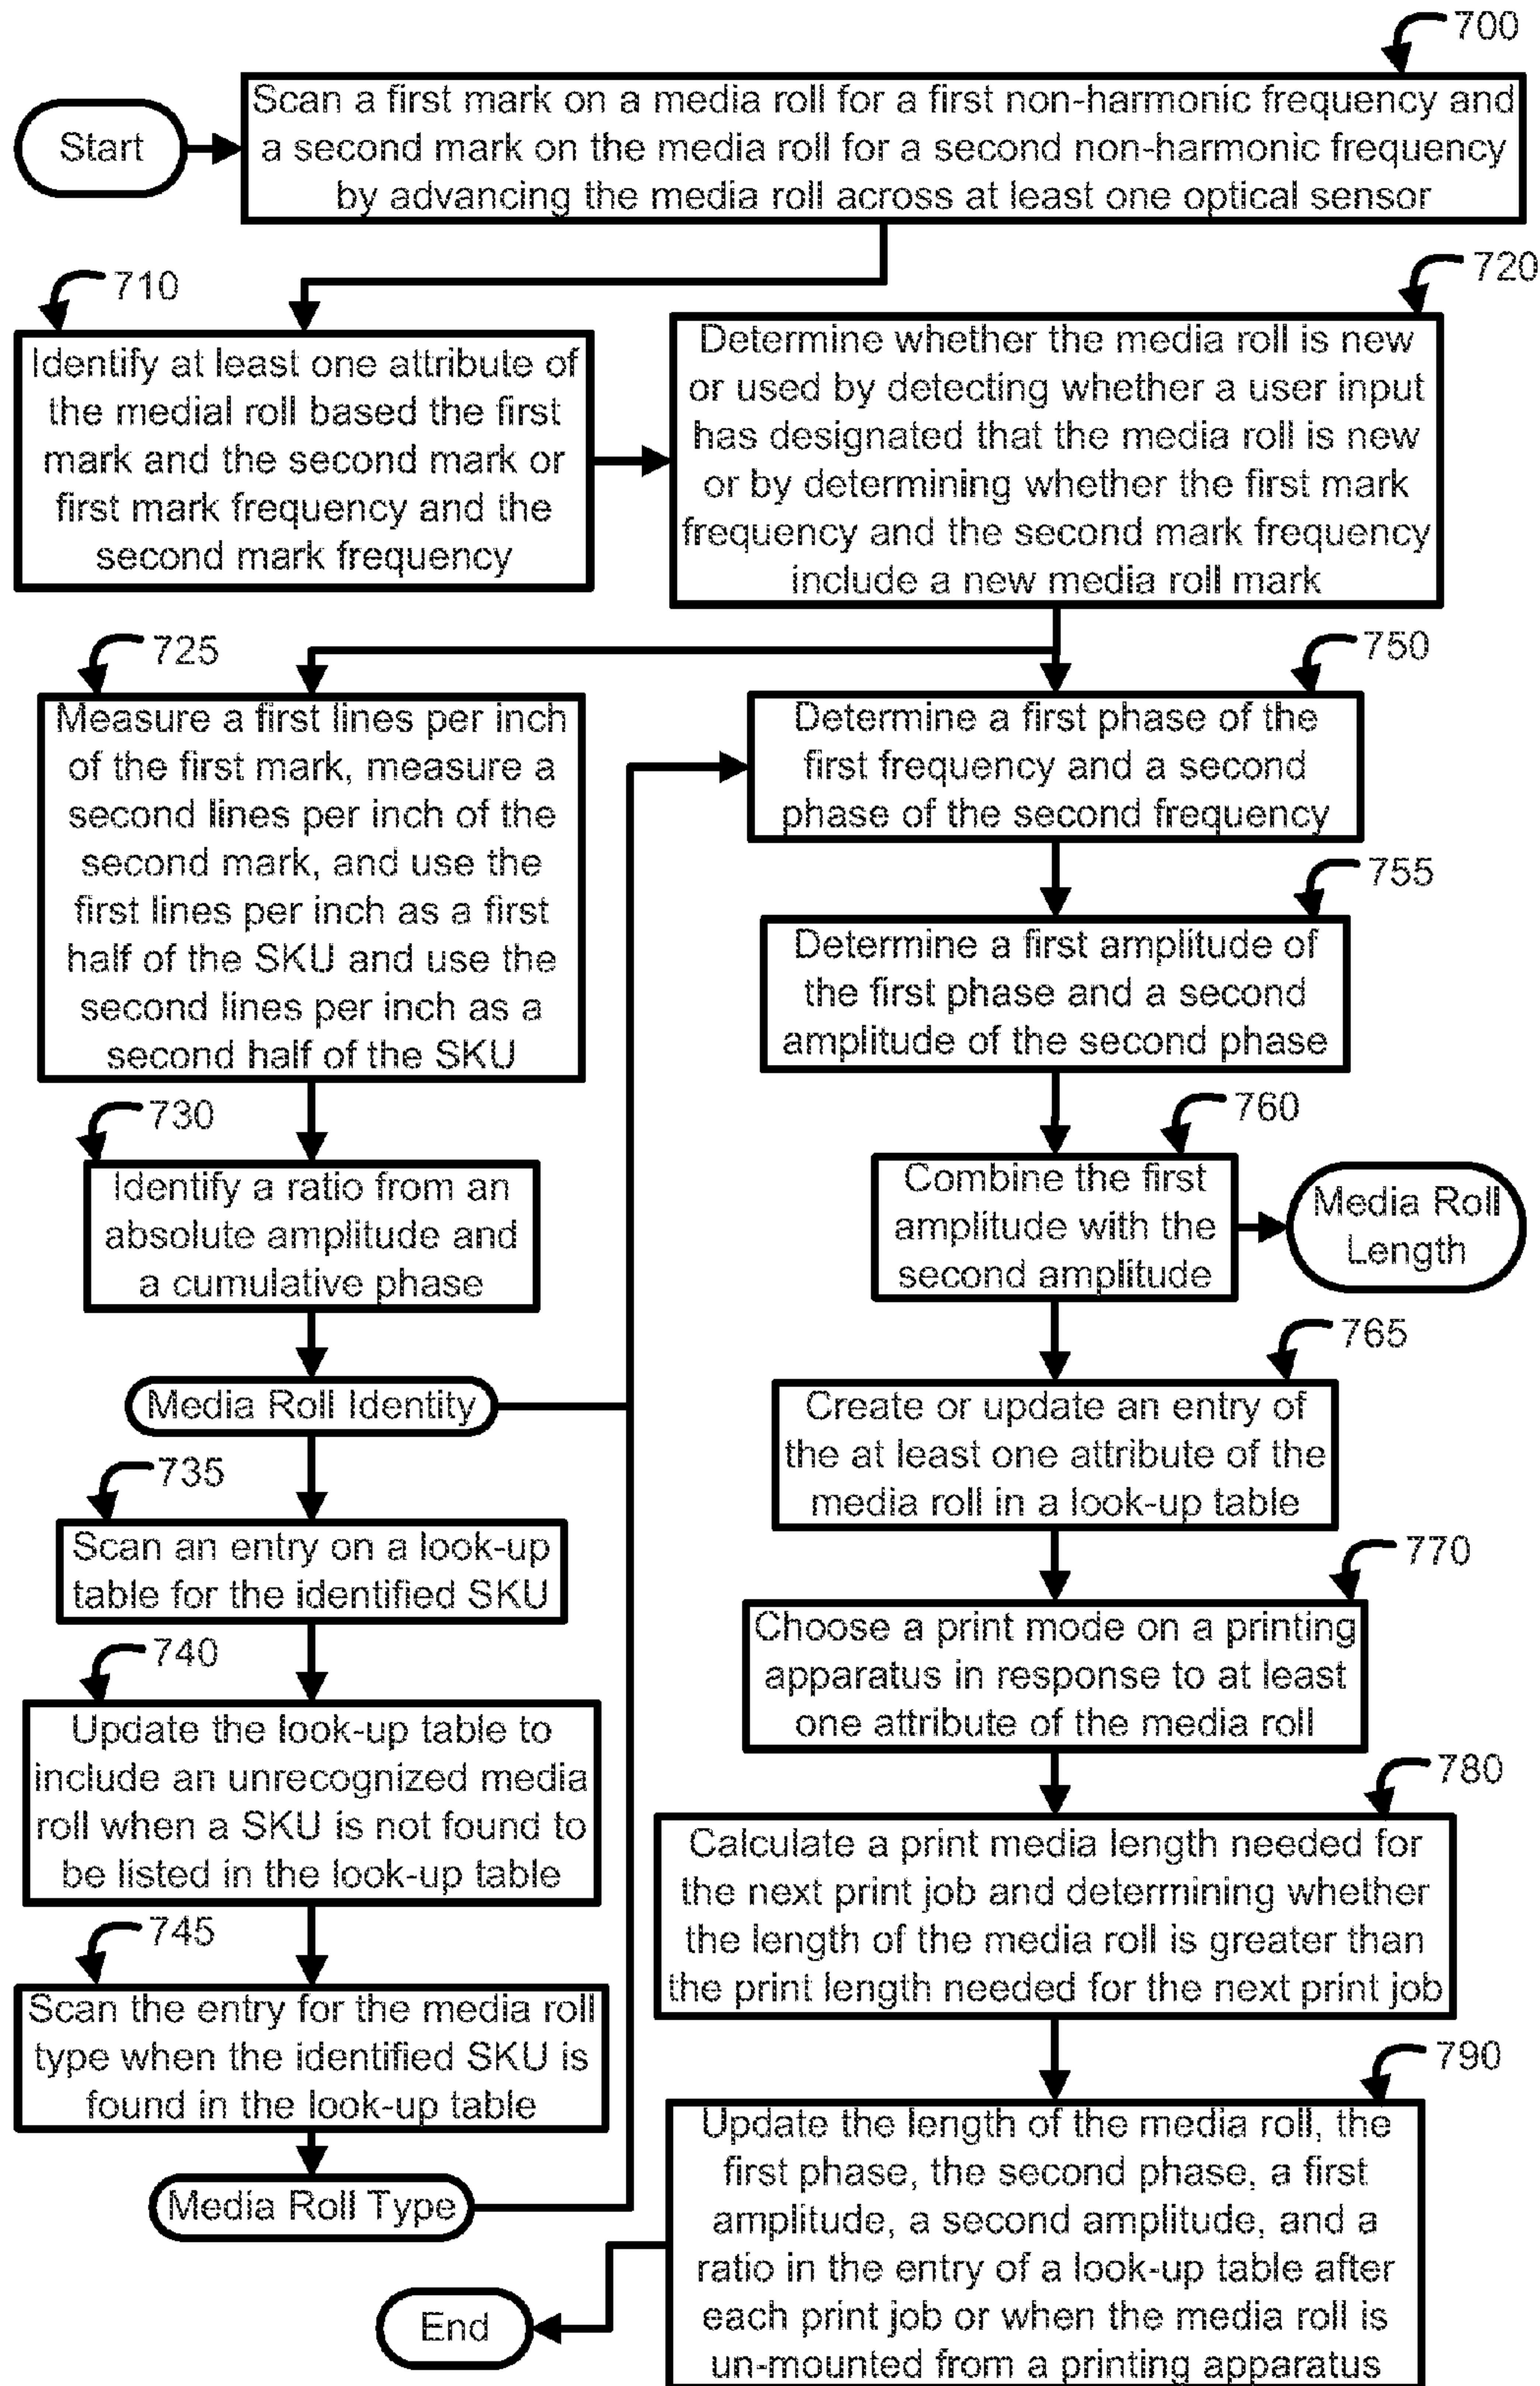 700
Start
Scan a first mark on a media roll for a first non-harmonic frequency and
a second mark on the media roll for a second non-harmonic frequency
by advancing the media roll across at least one optical sensor
710
Identify at least one attribute of
the medial roll based the first
mark and the second mark or
first mark frequency and the
second mark frequency
720
Determine whether the media roll is new
or used by detecting whether a user input
has designated that the media roll is new
or by determining whether the first mark
frequency and the second mark frequency
include a new media roll mark
725
Measure a first lines per inch
of the first mark, measure a
second lines per inch of the
second mark, and use the
first lines per inch as a first
half of the SKU and use the
second lines per inch as a
second half of the SKU
730
Identify a ratio from an
absolute amplitude and
a cumulative phase
Media Roll Identity
735
Scan an entry on a look-up
table for the identified SKU
740
Update the look-up table to
include an unrecognized media
roll when a SKU is not found to
be listed in the look-up table
745
Scan the entry for the media roll
type when the identified SKU is
found in the look-up table
Media Roll Type
750
Determine a first phase of the
first frequency and a second
phase of the second frequency
755
Determine a first amplitude of
the first phase and a second
amplitude of the second phase
760
Combine the first
amplitude with the
second amplitude
Media Roll
Length
765
Create or update an entry of
the at least one attribute of the
media roll in a look-up table
770
Choose a print mode on a printing
apparatus in response to at least
one attribute of the media roll
780
Calculate a print media length needed for
the next print job and determining whether
the length of the media roll is greater than
the print length needed for the next print job
790
Update the length of the media roll, the
first phase, the second phase, a first
amplitude, a second amplitude, and a
ratio in the entry of a look-up table after
each print job or when the media roll is
un-mounted from a printing apparatus
End